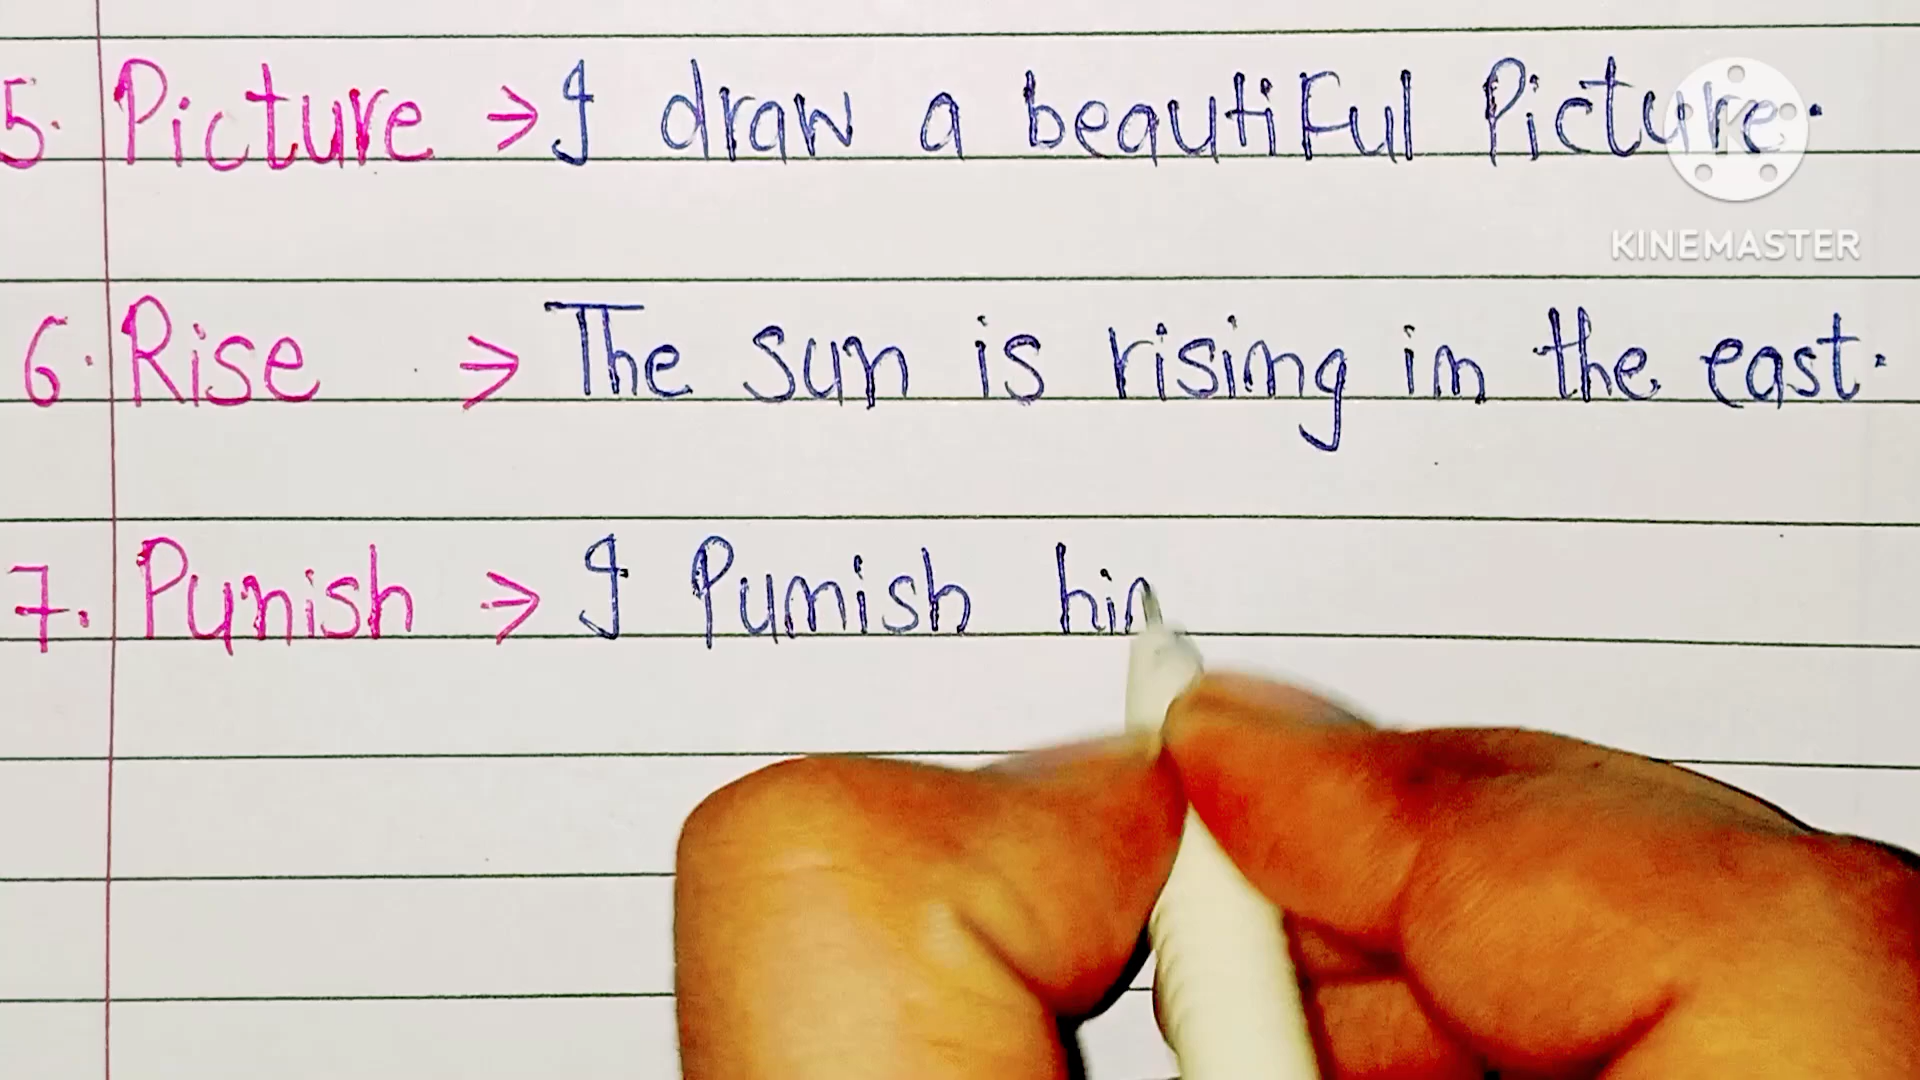 5. Picture → I draw a beautiful Picture.
KINEMASTER
6. Rise → The sun is rising in the east.
7. Punish → I Punish